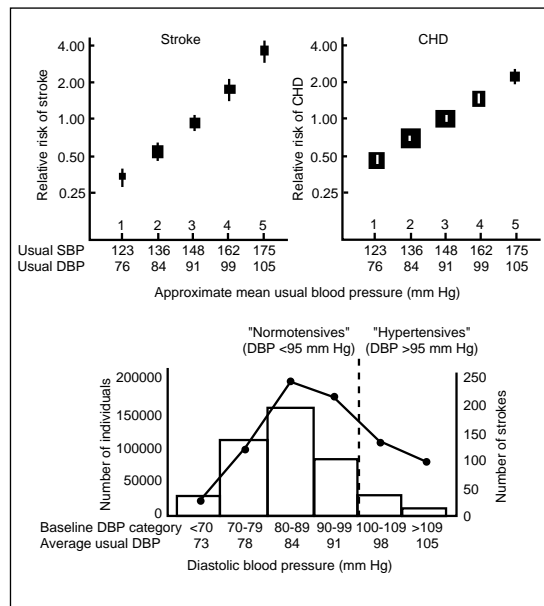 Stroke
CHD
Relative risk of stroke
4.00
2.00
1.00
0.50
0.25
Relative risk of CHD
4.00
2.00
1.00
0.50
0.25
1 2 3 4 5
1 2 3 4 5
Usual SBP 123 136 148 162 175
123 136 148 162 175
Usual DBP 76 84 91 99 105
76 84 91 99 105
Approximate mean usual blood pressure (mm Hg)
"Normotensives" "Hypertensives"
(DBP <95 mm Hg) (DBP >95 mm Hg)
Number of individuals
200000
150000
100000
50000
0
250
200
150
100
50
0
Number of strokes
Baseline DBP category <70 70-79 80-89 90-99 100-109 >109
Average usual DBP 73 78 84 91 98 105
Diastolic blood pressure (mm Hg)